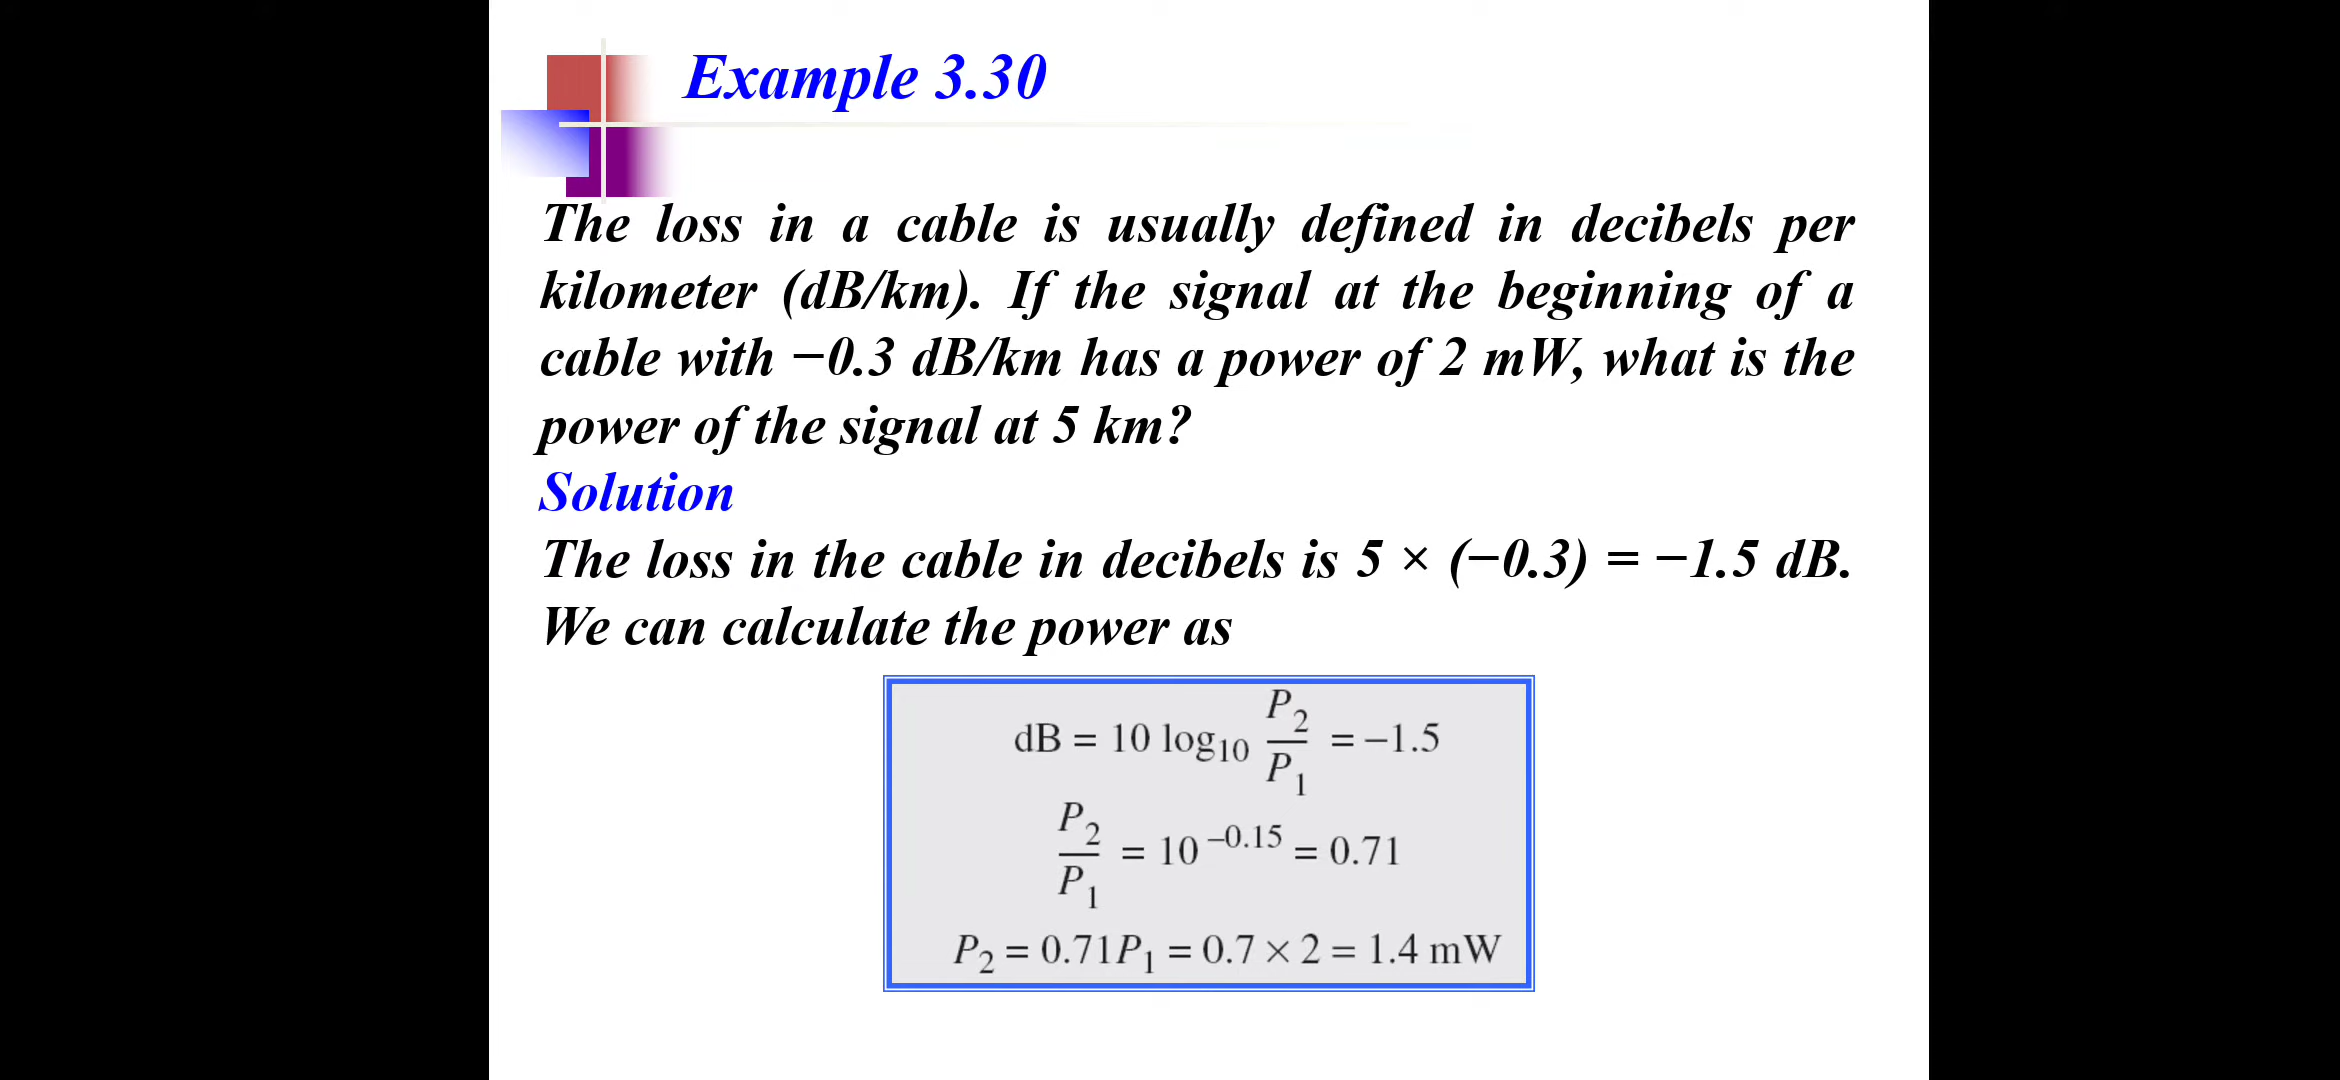 Example 3.30
The loss in a cable is usually defined in decibels per
kilometer (dB/km). If the signal at the beginning of a
cable with −0.3 dB/km has a power of 2 mW, what is the
power of the signal at 5 km?
Solution
The loss in the cable in decibels is 5 × (−0.3) = −1.5 dB.
We can calculate the power as
dB = 10 log₁₀ P₂/P₁ = –1.5
P₂/P₁ = 10^–0.15 = 0.71
P₂ = 0.71P₁ = 0.7 × 2 = 1.4 mW